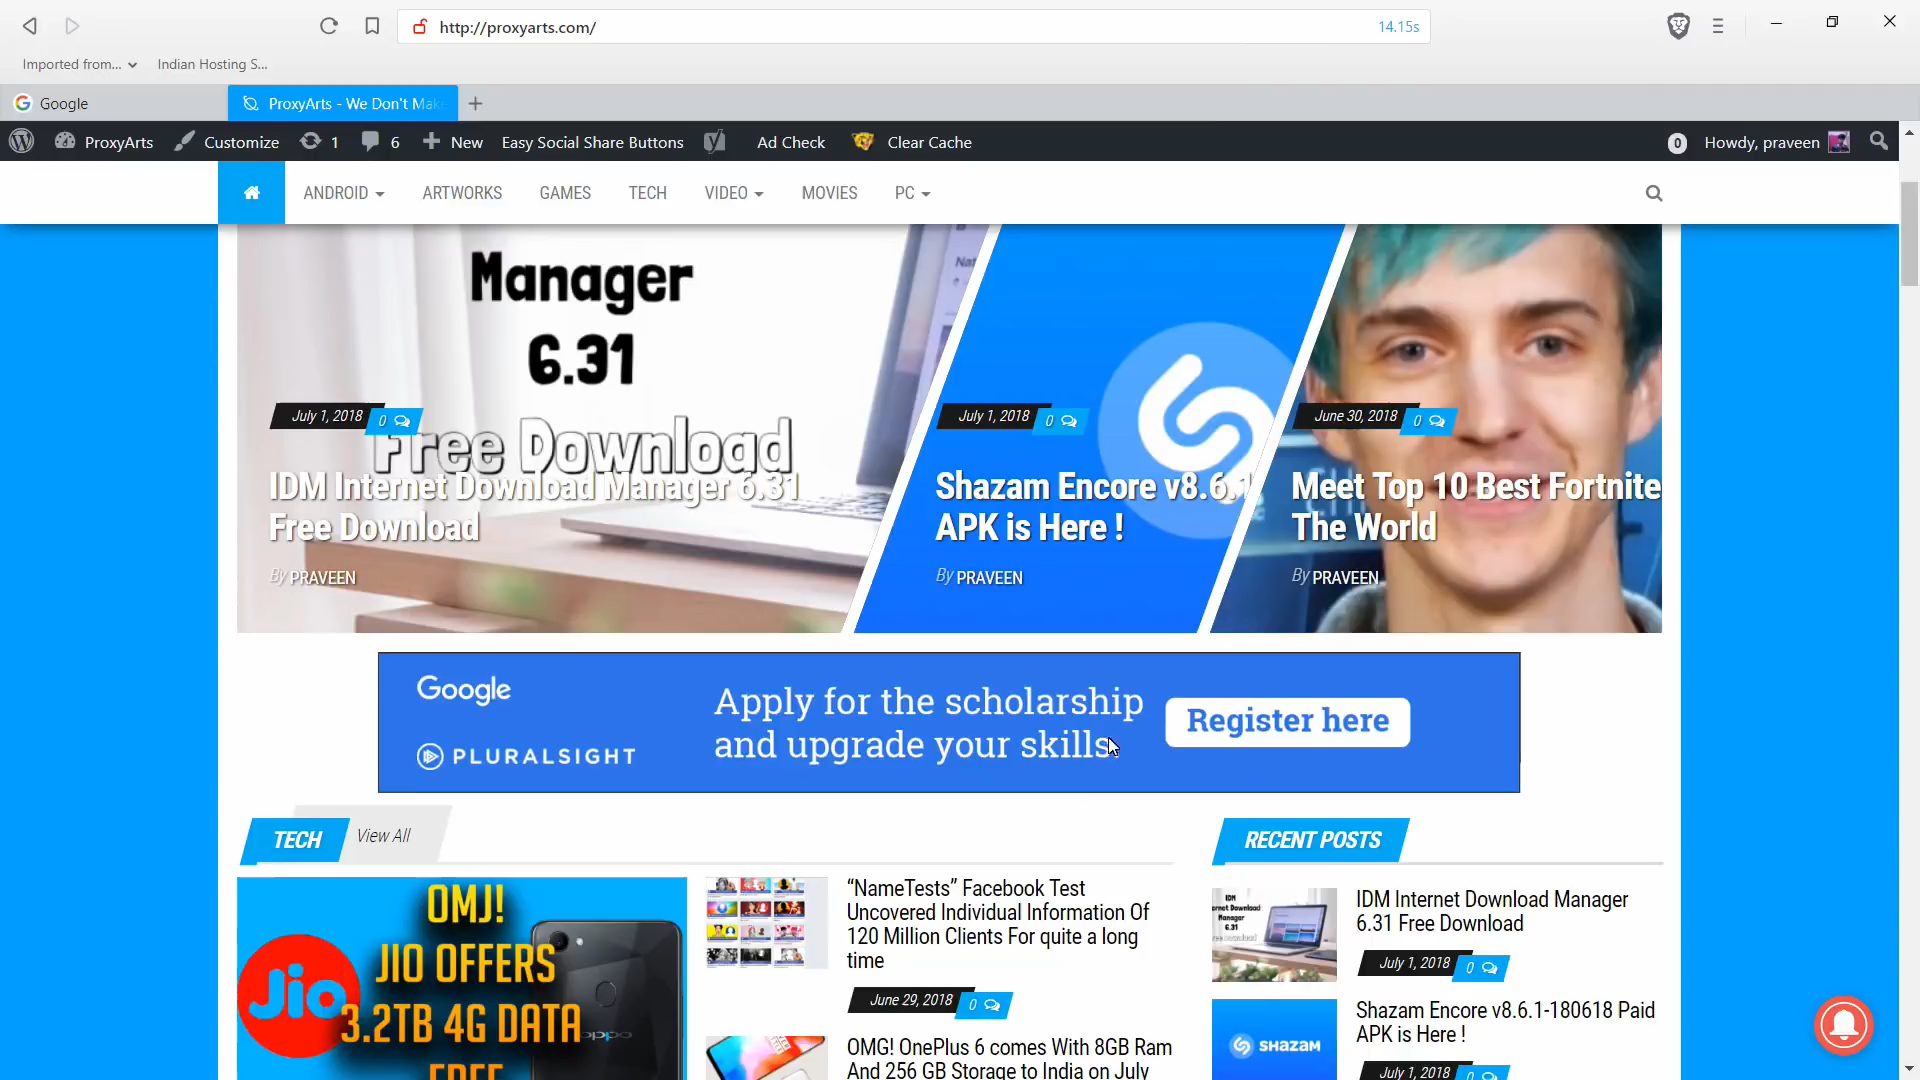 http://proxyarts.com/
14.15s
Imported from...
Indian Hosting S...
Google
ProxyArts - We Don't Mak
ProxyArts
Customize
1
6
New
Easy Social Share Buttons
Ad Check
Clear Cache
0
Howdy, praveen
ANDROID
ARTWORKS
GAMES
TECH
VIDEO
MOVIES
PC
Manager
6.31
Free Download
July 1, 2018
0
IDM Internet Download Manager 6.31
Free Download
By PRAVEEN
July 1, 2018
0
Shazam Encore v8.6.1
APK is Here !
By PRAVEEN
June 30, 2018
0
Meet Top 10 Best Fortnite
The World
By PRAVEEN
Google
PLURALSIGHT
Apply for the scholarship
and upgrade your skills.
Register here
TECH
View All
OMJ!
JIO OFFERS
3.2TB 4G DATA
FREE
Jio
oppo
“NameTests” Facebook Test
Uncovered Individual Information Of
120 Million Clients For quite a long
time
June 29, 2018
0
OMG! OnePlus 6 comes With 8GB Ram
And 256 GB Storage to India on July
RECENT POSTS
IDM
Manager
IDM Internet Download Manager
6.31 Free Download
July 1, 2018
0
SHAZAM
Shazam Encore v8.6.1-180618 Paid
APK is Here !
July 1, 2018
0